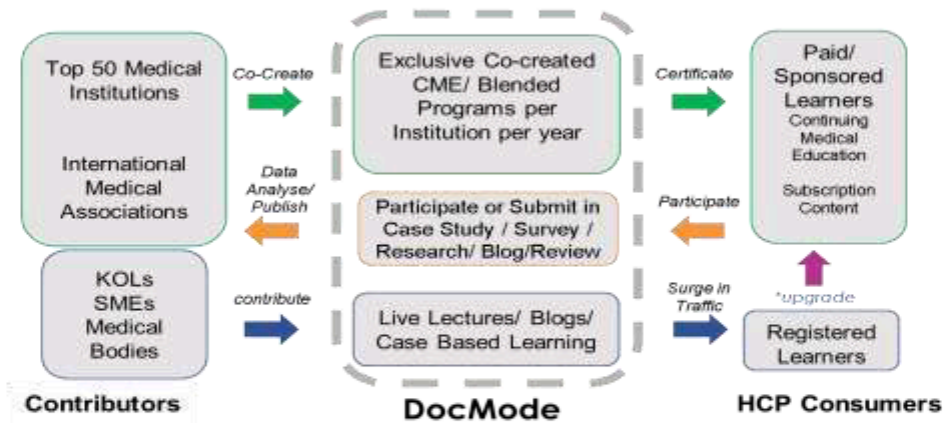 Top 50 Medical
Institutions
International
Medical
Associations
KOLs
SMEs
Medical
Bodies
Contributors
Co-Create
Data
Analyse/
Publish
contribute
Exclusive Co-created
CME/ Blended
Programs per
Institution per year
Participate or Submit in
Case Study / Survey /
Research/ Blog/Review
Live Lectures/ Blogs/
Case Based Learning
DocMode
Certificate
Participate
Surge in
Traffic
Paid/
Sponsored
Learners
Continuing
Medical
Education
Subscription
Content
*upgrade
Registered
Learners
HCP Consumers